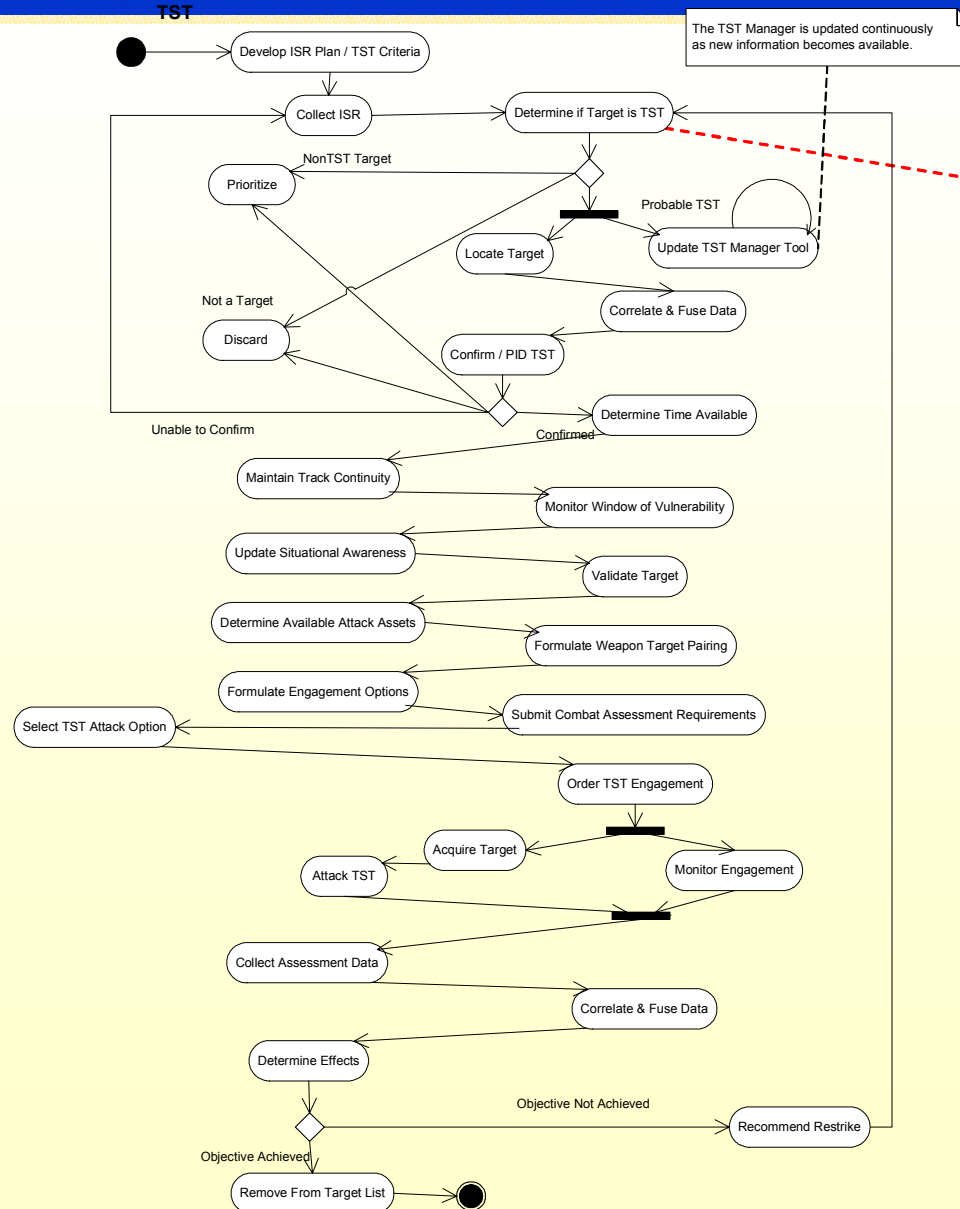 TST
The TST Manager is updated continuously
as new information becomes available.
Develop ISR Plan / TST Criteria
Collect ISR
Determine if Target is TST
NonTST Target
Prioritize
Probable TST
Locate Target
Update TST Manager Tool
Not a Target
Correlate & Fuse Data
Discard
Confirm / PID TST
Determine Time Available
Unable to Confirm
Confirmed
Maintain Track Continuity
Monitor Window of Vulnerability
Update Situational Awareness
Validate Target
Determine Available Attack Assets
Formulate Weapon Target Pairing
Formulate Engagement Options
Submit Combat Assessment Requirements
Select TST Attack Option
Order TST Engagement
Acquire Target
Attack TST
Monitor Engagement
Collect Assessment Data
Correlate & Fuse Data
Determine Effects
Objective Not Achieved
Recommend Restrike
Objective Achieved
Remove From Target List